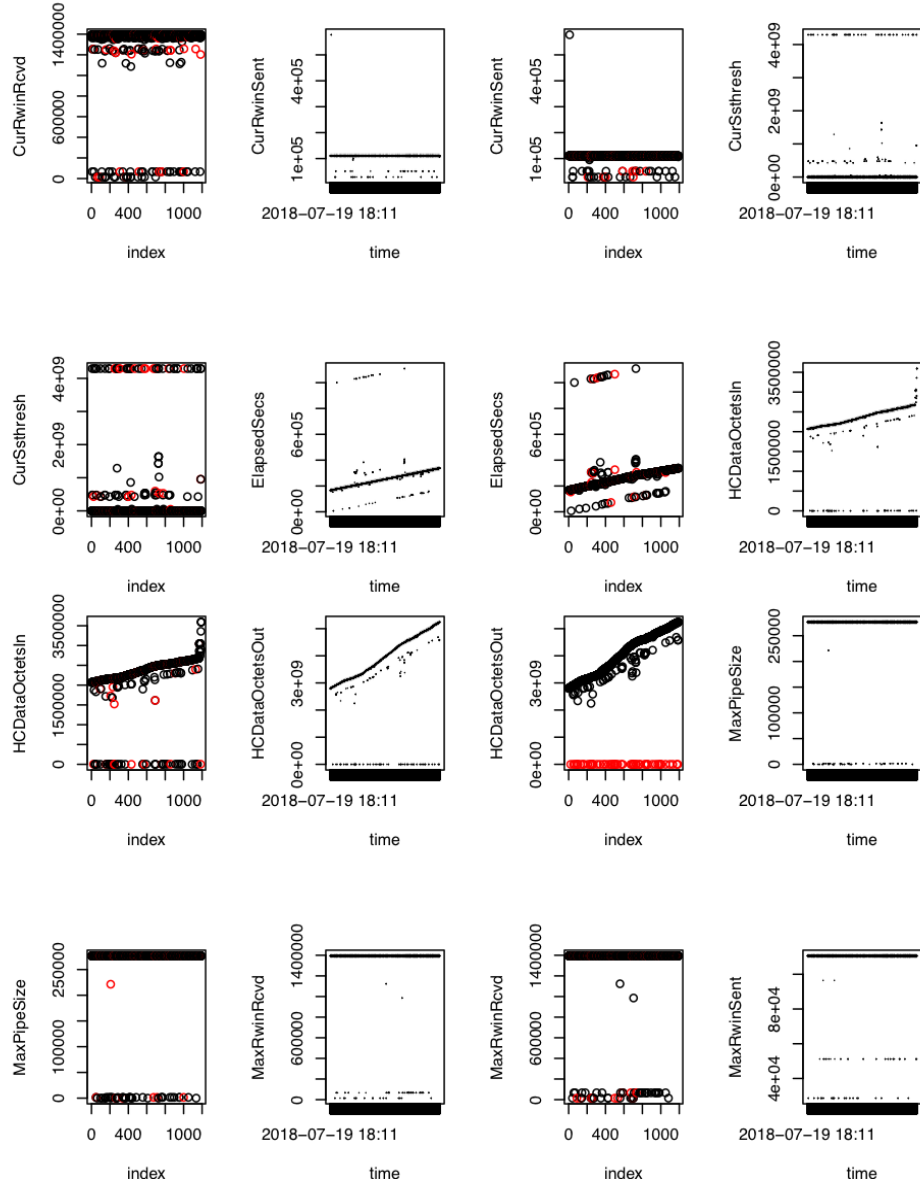 CurRwinRcvd
0 600000 1400000
0 400 1000
index
CurRwinSent
1e+05 4e+05
2018−07−19 18:11
time
CurRwinSent
1e+05 4e+05
0 400 1000
index
CurSsthresh
0e+00 2e+09 4e+09
2018−07−19 18:11
time
CurSsthresh
0e+00 2e+09 4e+09
0 400 1000
index
ElapsedSecs
0e+00 6e+05
2018−07−19 18:11
time
ElapsedSecs
0e+00 6e+05
0 400 1000
index
HCDataOctetsIn
0 1500000 3500000
2018−07−19 18:11
time
HCDataOctetsIn
0 1500000 3500000
0 400 1000
index
HCDataOctetsOut
0e+00 3e+09
2018−07−19 18:11
time
HCDataOctetsOut
0e+00 3e+09
0 400 1000
index
MaxPipeSize
0 100000 250000
2018−07−19 18:11
time
MaxPipeSize
0 100000 250000
0 400 1000
index
MaxRwinRcvd
0 600000 1400000
2018−07−19 18:11
time
MaxRwinRcvd
0 600000 1400000
0 400 1000
index
MaxRwinSent
4e+04 8e+04
2018−07−19 18:11
time